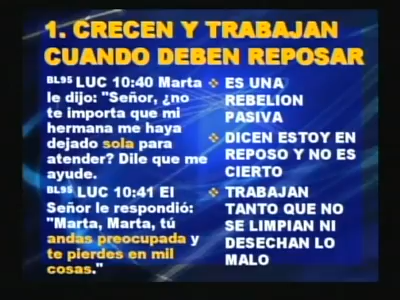 1. CRECEN Y TRABAJAN
CUANDO DEBEN REPOSAR
BL95 LUC 10:40 Marta
le dijo: "Señor, ¿no
te importa que mi
hermana me haya
dejado sola para
atender? Dile que me
ayude.
BL95 LUC 10:41 El
Señor le respondió:
"Marta, Marta, tú
andas preocupada y
te pierdes en mil
cosas."
ES UNA
REBELION
PASIVA
DICEN ESTOY EN
REPOSO Y NO ES
CIERTO
TRABAJAN
TANTO QUE NO
SE LIMPIAN NI
DESECHAN LO
MALO